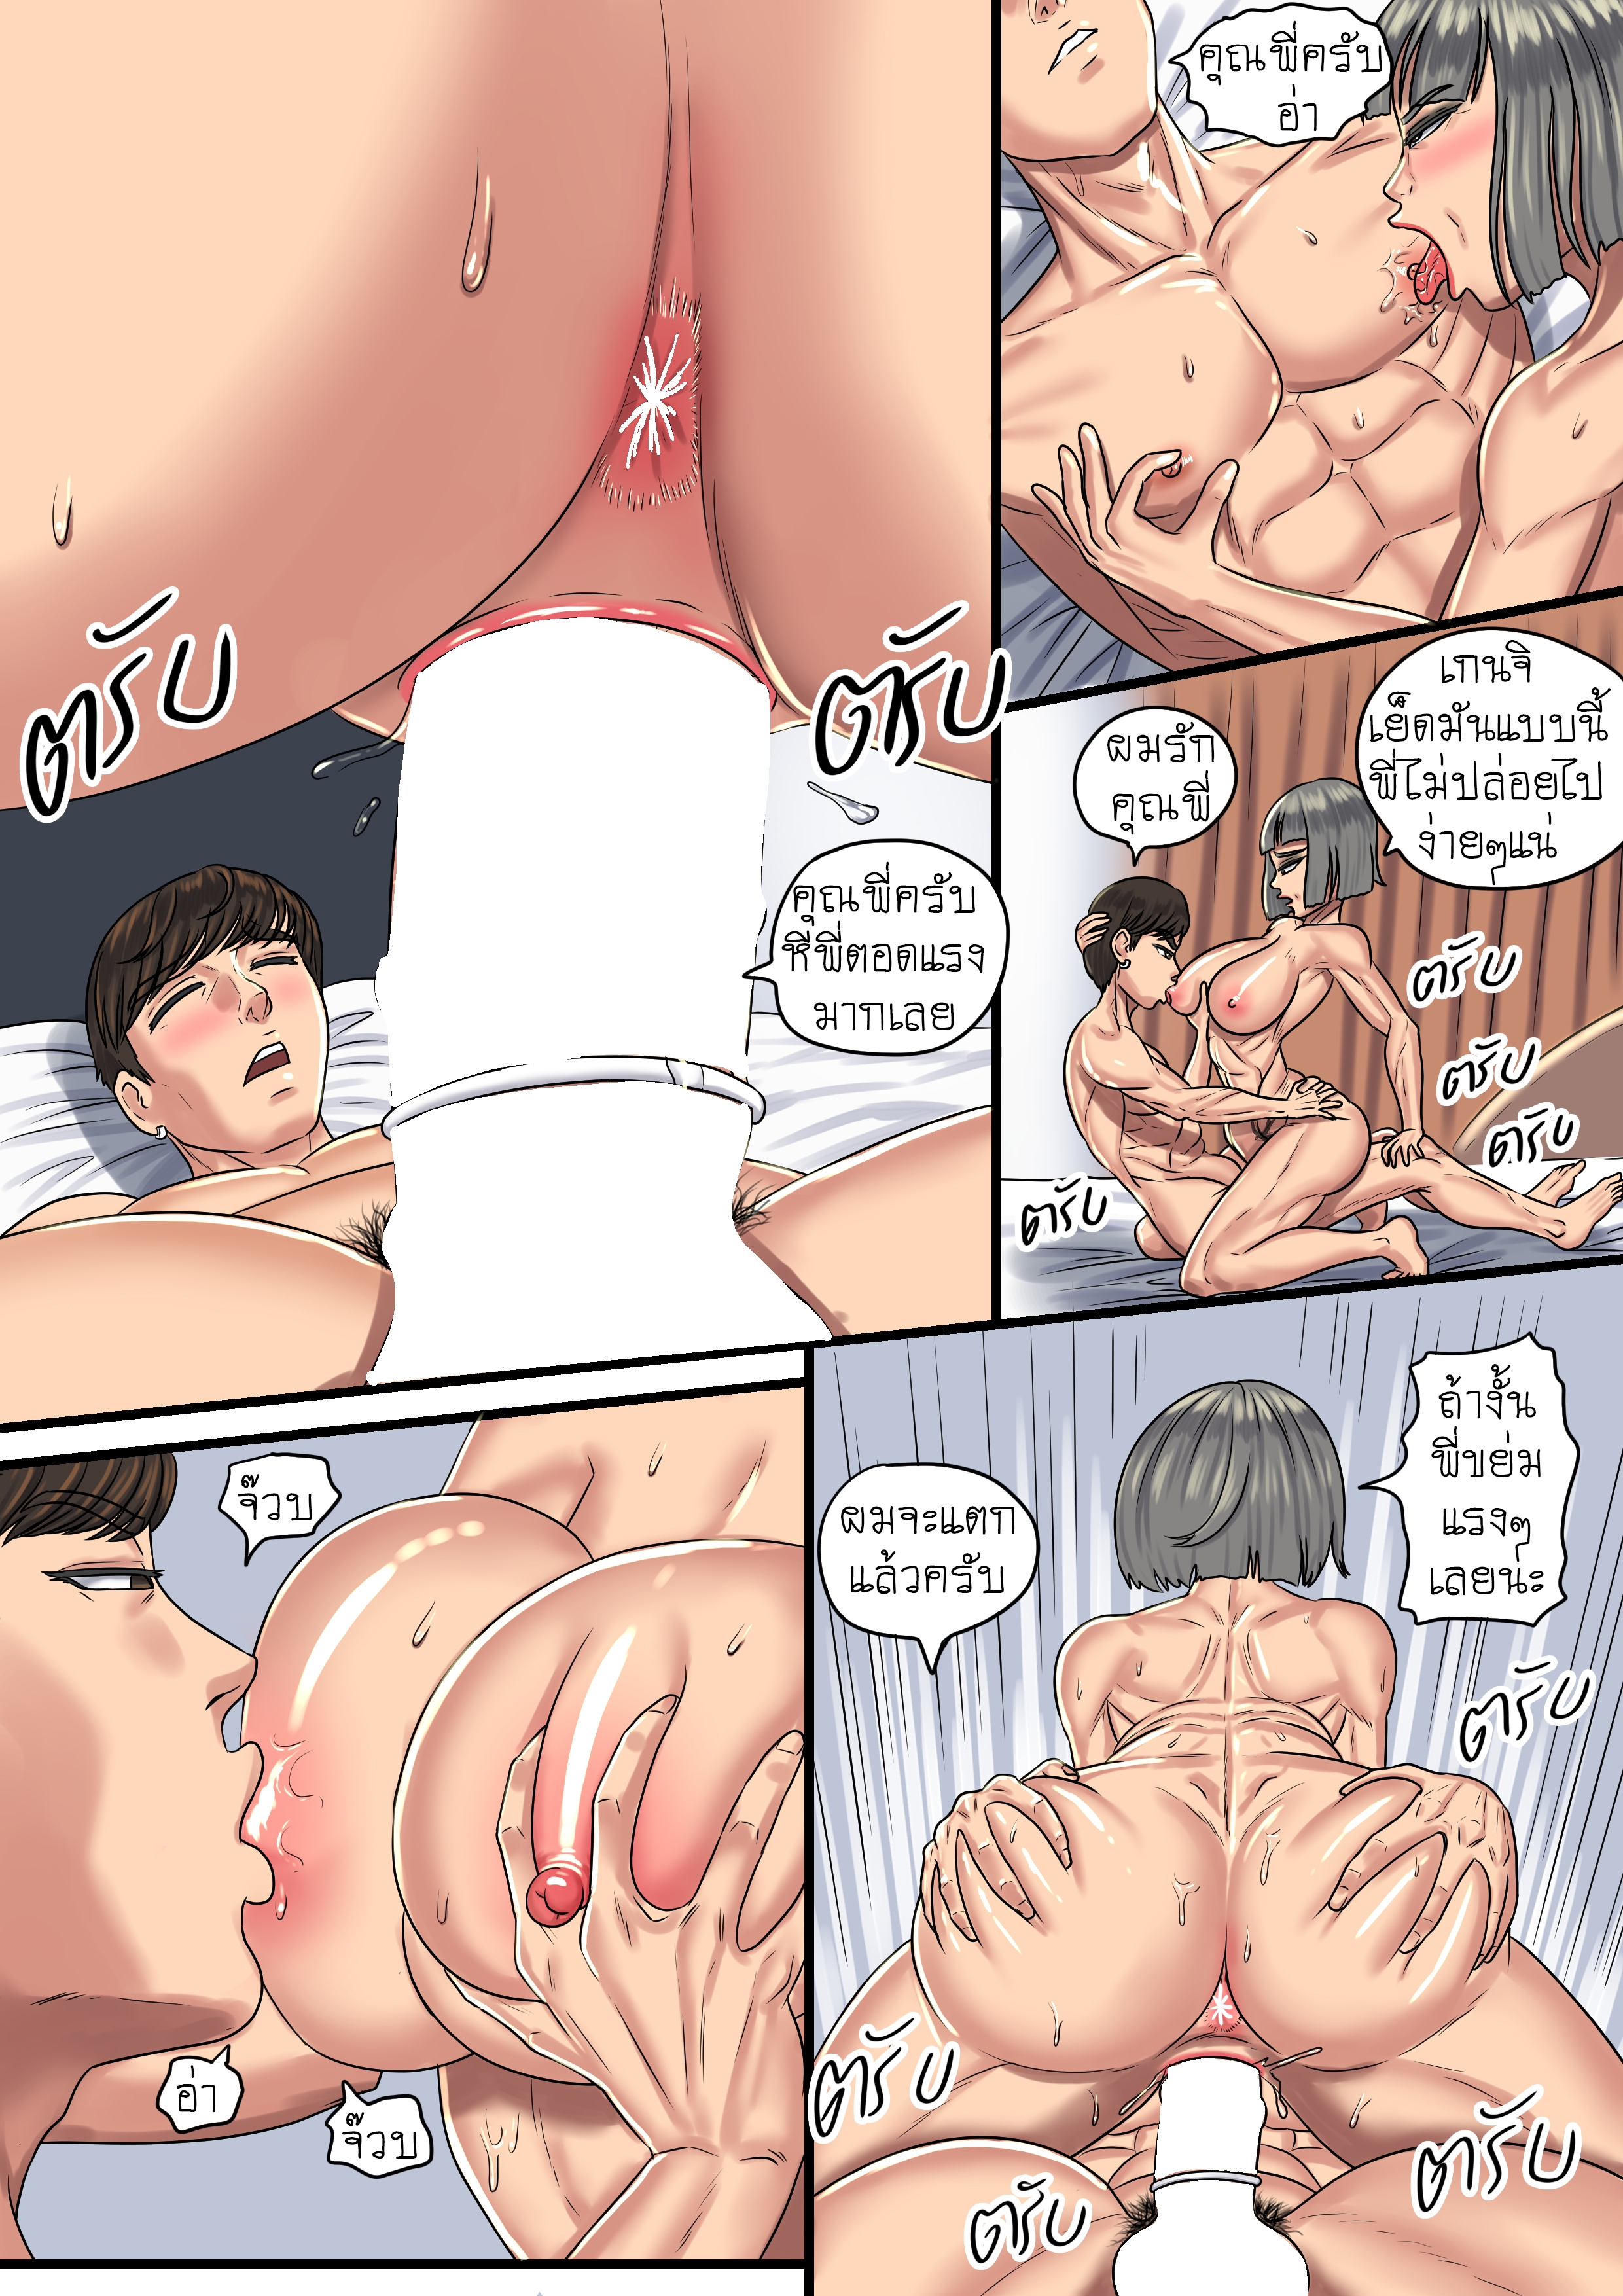 ตรับ
ตรับ
คุณพี่ครับ
หีพี่ตอดแรง
มากเลย
คุณพี่ครับ
อ่า
เกนจิ
เย็ดมันแบบนี้
พี่ไม่ปล่อยไป
ง่ายๆแน่
ผมรัก
คุณพี่
ตรับ
ตรับ
ตรับ
ตรับ
จ๊วบ
อ่า
จ๊วบ
ผมจะแตก
แล้วครับ
ถ้างั้น
พี่ขย่ม
แรงๆ
เลยนะ
ตรับ
ตรับ
ตรับ
ตรับ